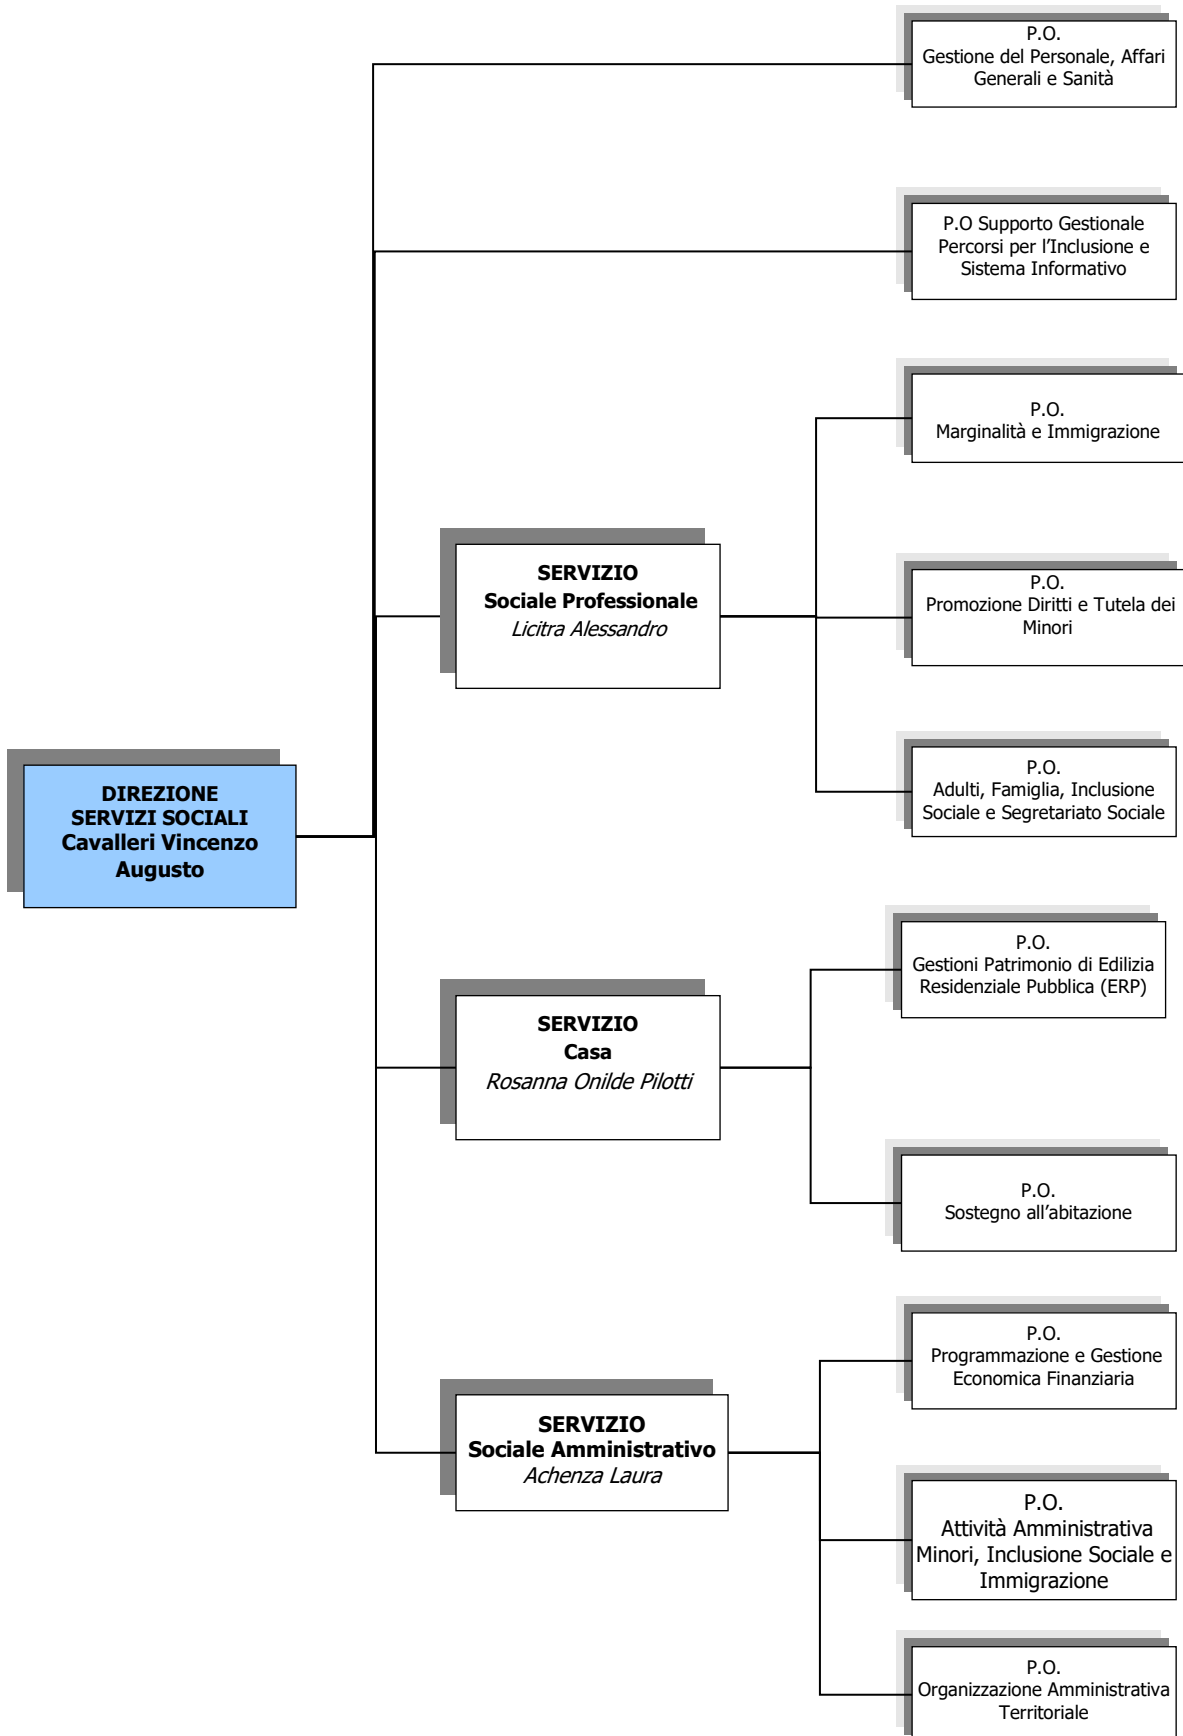 P.O.
Gestione del Personale, Affari
Generali e Sanità
P.O Supporto Gestionale
Percorsi per l’Inclusione e
Sistema Informativo
P.O.
Marginalità e Immigrazione
SERVIZIO
Sociale Professionale
Licitra Alessandro
P.O.
Promozione Diritti e Tutela dei
Minori
P.O.
Adulti, Famiglia, Inclusione
Sociale e Segretariato Sociale
DIREZIONE
SERVIZI SOCIALI
Cavalleri Vincenzo
Augusto
P.O.
Gestioni Patrimonio di Edilizia
Residenziale Pubblica (ERP)
SERVIZIO
Casa
Rosanna Onilde Pilotti
P.O.
Sostegno all’abitazione
P.O.
Programmazione e Gestione
Economica Finanziaria
SERVIZIO
Sociale Amministrativo
Achenza Laura
P.O.
Attività Amministrativa
Minori, Inclusione Sociale e
Immigrazione
P.O.
Organizzazione Amministrativa
Territoriale